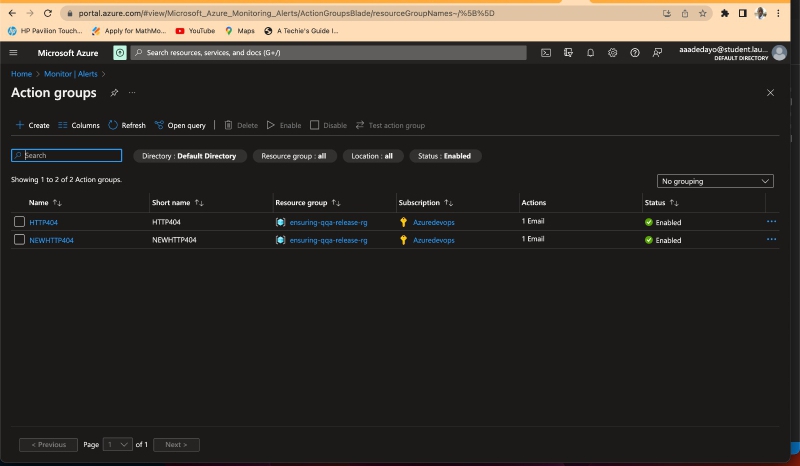 portal.azure.com/#view/Microsoft_Azure_Monitoring_Alerts/ActionGroupsBlade/resourceGroupNames~/%5B%5D
HP Pavilion Touch... Apply for MathMo... YouTube Maps A Techie's Guide I...
Microsoft Azure Search resources, services, and docs (G+/) aaadedayo@student.lau...
DEFAULT DIRECTORY
Home > Monitor | Alerts >
Action groups ...
+ Create Columns Refresh Open query | Delete Enable Disable Test action group
Search Directory : Default Directory Resource group : all Location : all Status : Enabled
Showing 1 to 2 of 2 Action groups. No grouping
Name ↑↓ Short name ↑↓ Resource group ↑↓ Subscription ↑↓ Actions Status ↑↓
HTTP404 HTTP404 ensuring-qqa-release-rg Azuredevops 1 Email Enabled ...
NEWHTTP404 NEWHTTP404 ensuring-qqa-release-rg Azuredevops 1 Email Enabled ...
< Previous Page 1 of 1 Next >